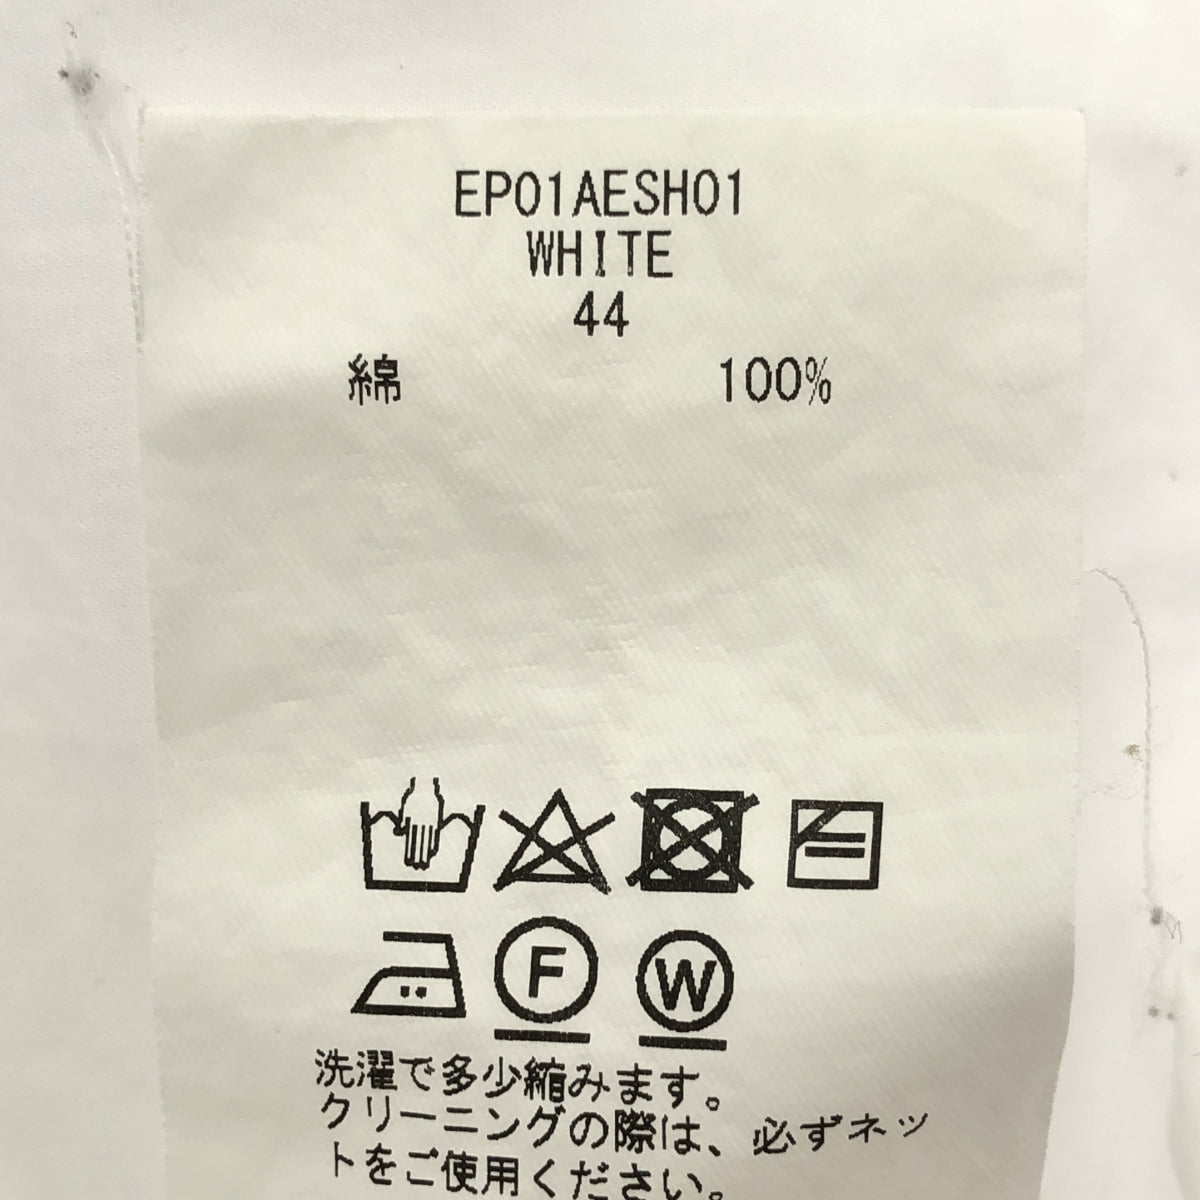 EP01AESH01
WHITE
44
綿 100%
F W
洗濯で多少縮みます。
クリーニングの際は、必ずネッ
トをご使用ください。